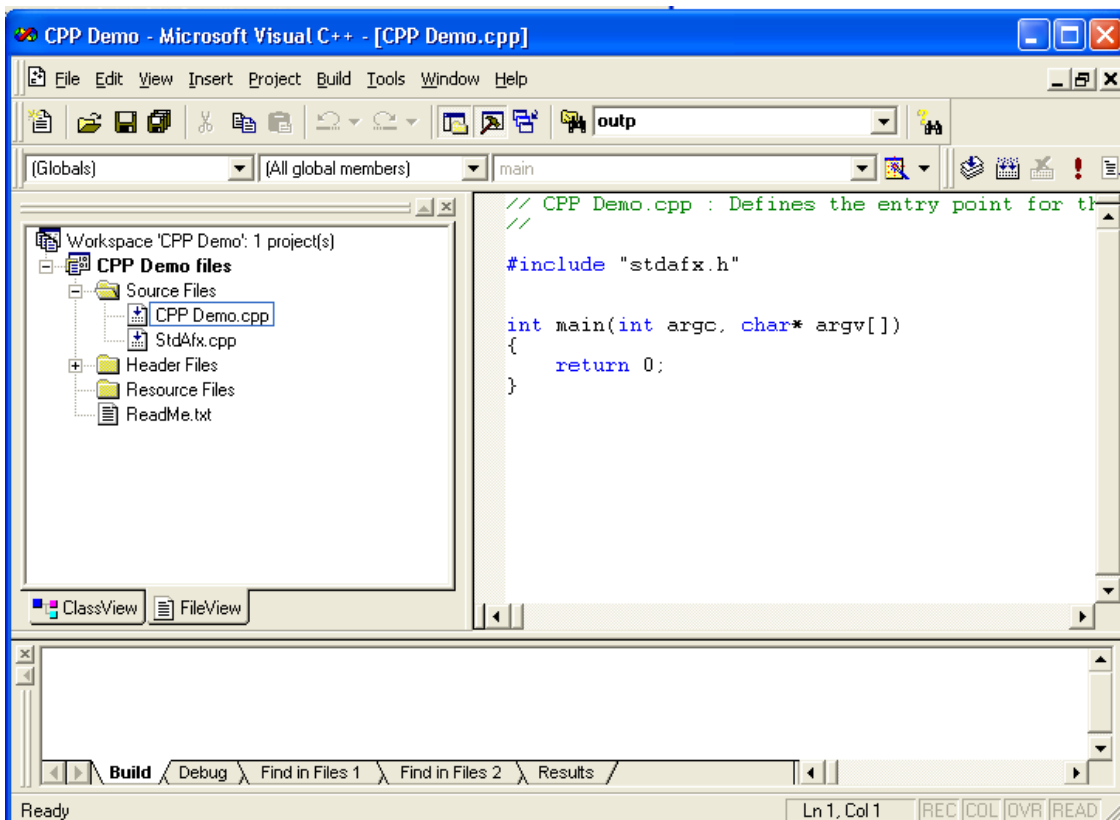 CPP Demo - Microsoft Visual C++ - [CPP Demo.cpp]
File Edit View Insert Project Build Tools Window Help
outp
(Globals) (All global members) main
Workspace 'CPP Demo': 1 project(s)
CPP Demo files
Source Files
CPP Demo.cpp
StdAfx.cpp
Header Files
Resource Files
ReadMe.txt
ClassView FileView
// CPP Demo.cpp : Defines the entry point for th
//
#include "stdafx.h"
int main(int argc, char* argv[])
{
return 0;
}
Build Debug Find in Files 1 Find in Files 2 Results
Ready Ln 1, Col 1 REC COL OVR READ